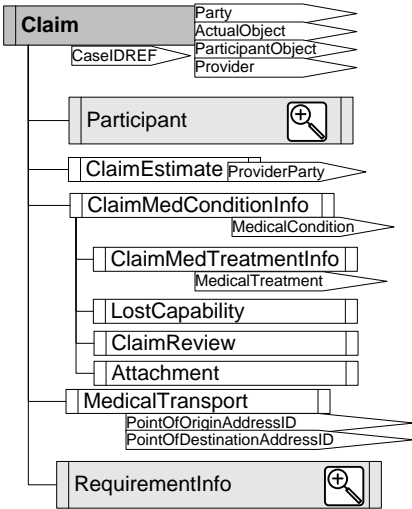 Claim
Party
ActualObject
CaseIDREF
ParticipantObject
Provider
Participant
ClaimEstimate
ProviderParty
ClaimMedConditionInfo
MedicalCondition
ClaimMedTreatmentInfo
MedicalTreatment
LostCapability
ClaimReview
Attachment
MedicalTransport
PointOfOriginAddressID
PointOfDestinationAddressID
RequirementInfo